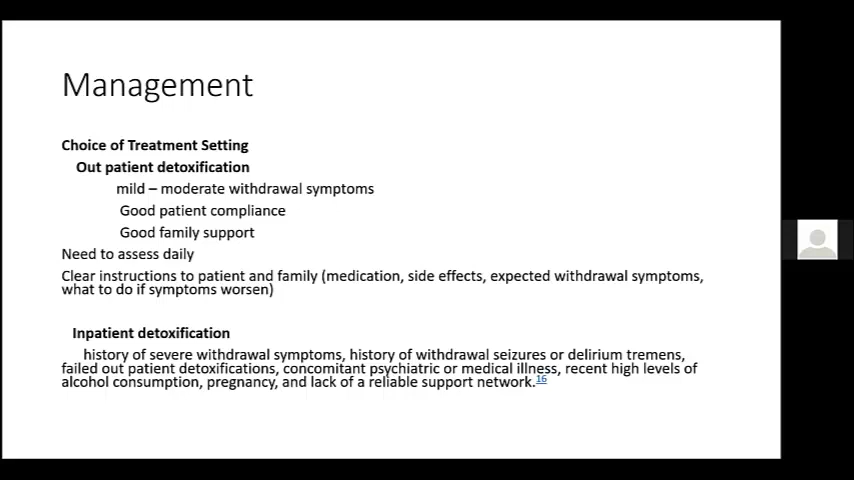 Management
Choice of Treatment Setting
Out patient detoxification
mild – moderate withdrawal symptoms
Good patient compliance
Good family support
Need to assess daily
Clear instructions to patient and family (medication, side effects, expected withdrawal symptoms,
what to do if symptoms worsen)
Inpatient detoxification
history of severe withdrawal symptoms, history of withdrawal seizures or delirium tremens,
failed out patient detoxifications, concomitant psychiatric or medical illness, recent high levels of
alcohol consumption, pregnancy, and lack of a reliable support network.16